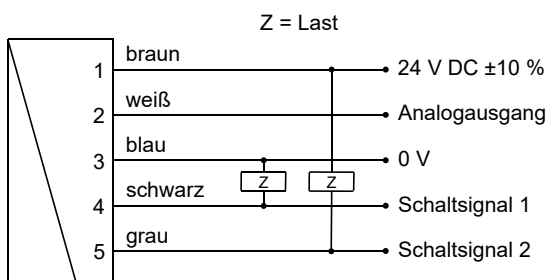 Z = Last
1 braun 24 V DC ±10 %
2 weiß Analogausgang
3 blau 0 V
Z Z
4 schwarz Schaltsignal 1
5 grau Schaltsignal 2